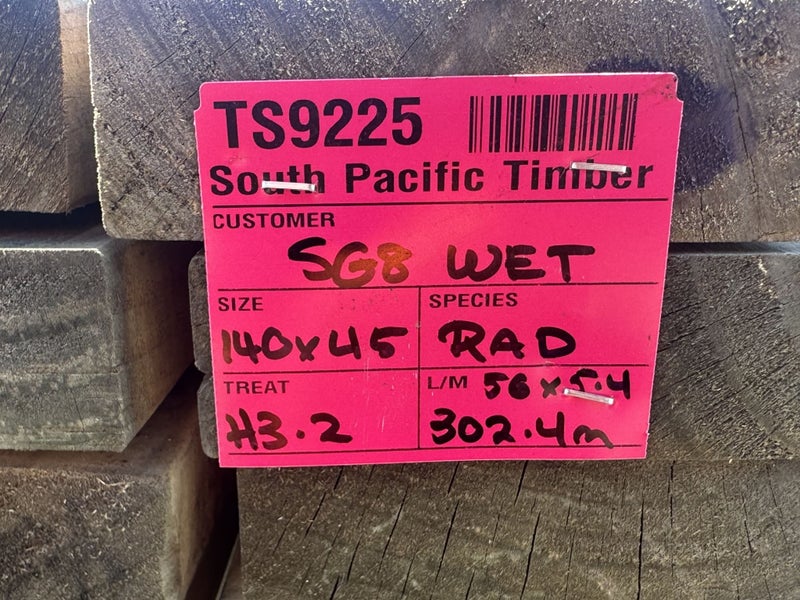 TS9225
South Pacific Timber
CUSTOMER
SG8 WET
SIZE
140x45
SPECIES
RAD
TREAT
H3.2
L/M 56x5.4
302.4m